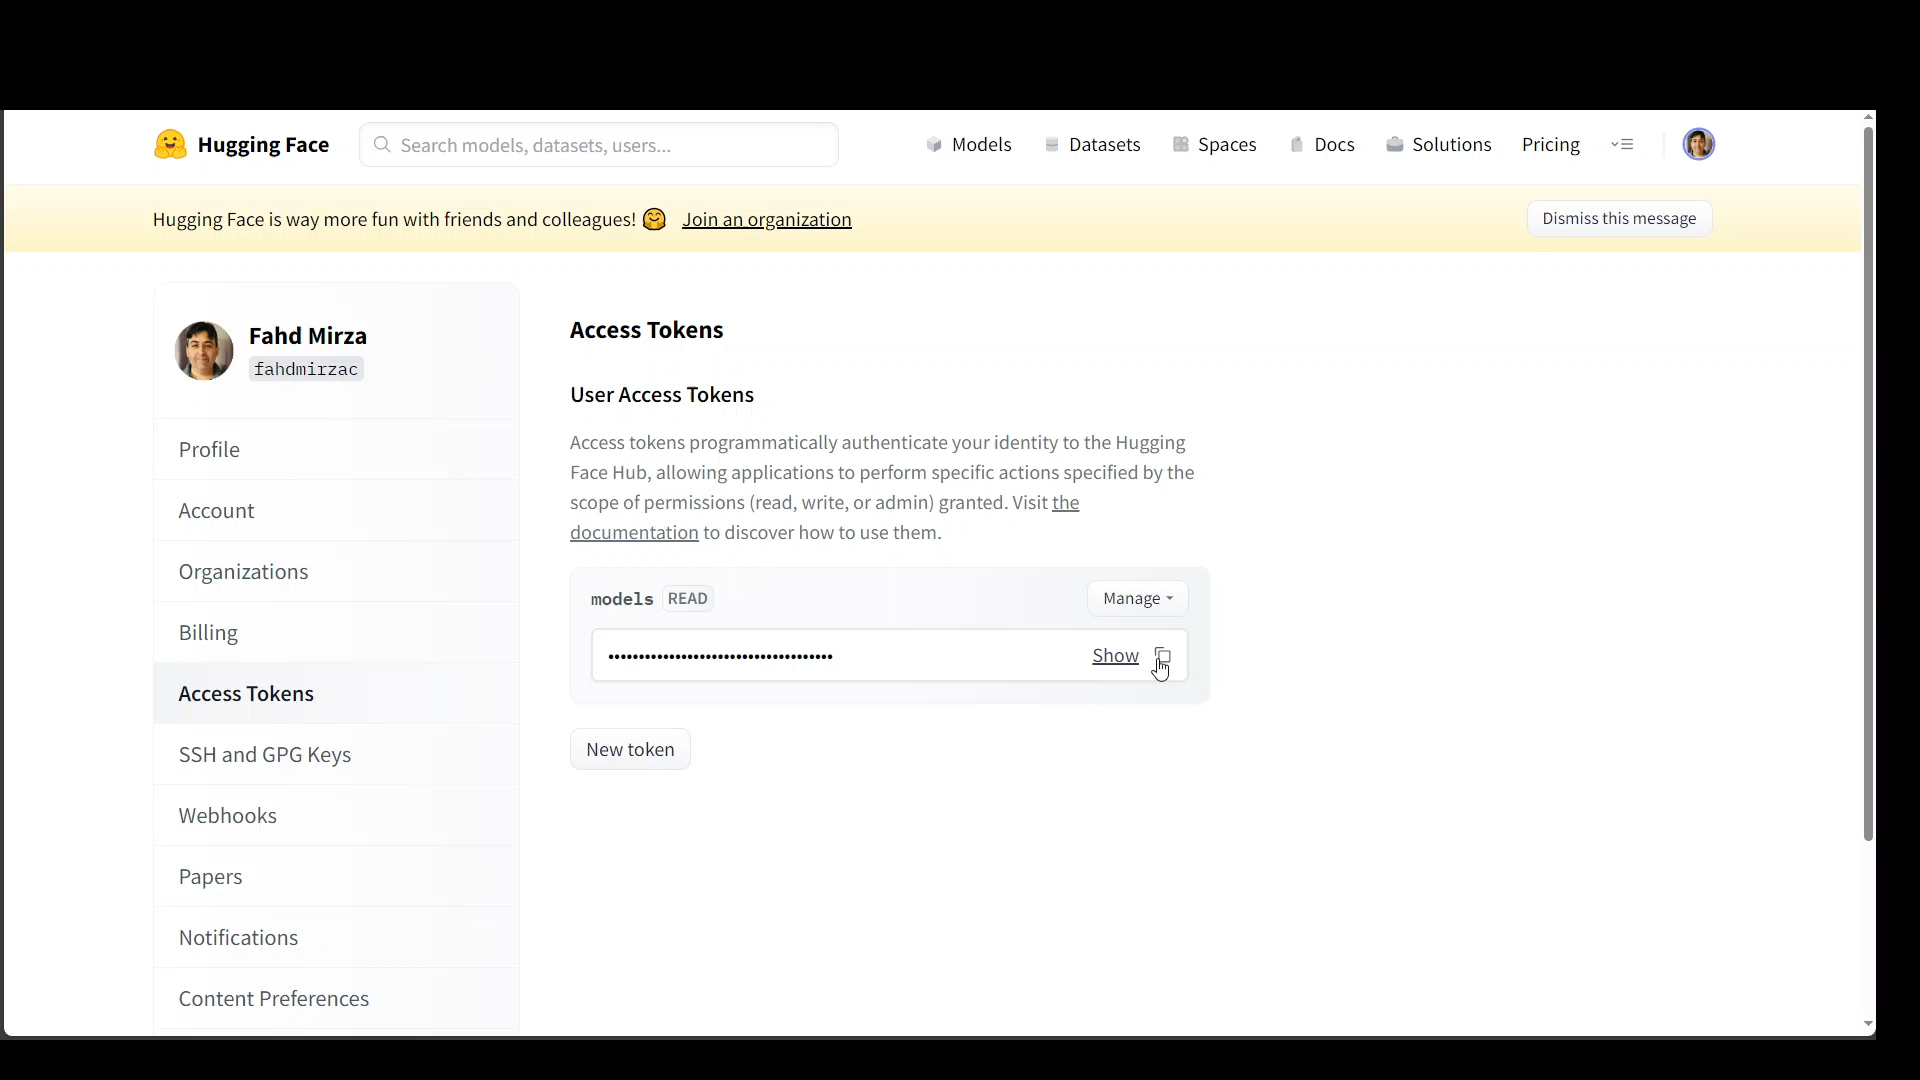 Hugging Face
Search models, datasets, users...
Models
Datasets
Spaces
Docs
Solutions
Pricing
Hugging Face is way more fun with friends and colleagues! 🤗 Join an organization
Dismiss this message
Fahd Mirza
fahdmirzac
Profile
Account
Organizations
Billing
Access Tokens
SSH and GPG Keys
Webhooks
Papers
Notifications
Content Preferences
Access Tokens
User Access Tokens
Access tokens programmatically authenticate your identity to the Hugging
Face Hub, allowing applications to perform specific actions specified by the
scope of permissions (read, write, or admin) granted. Visit the
documentation to discover how to use them.
models READ
Manage
Show
New token